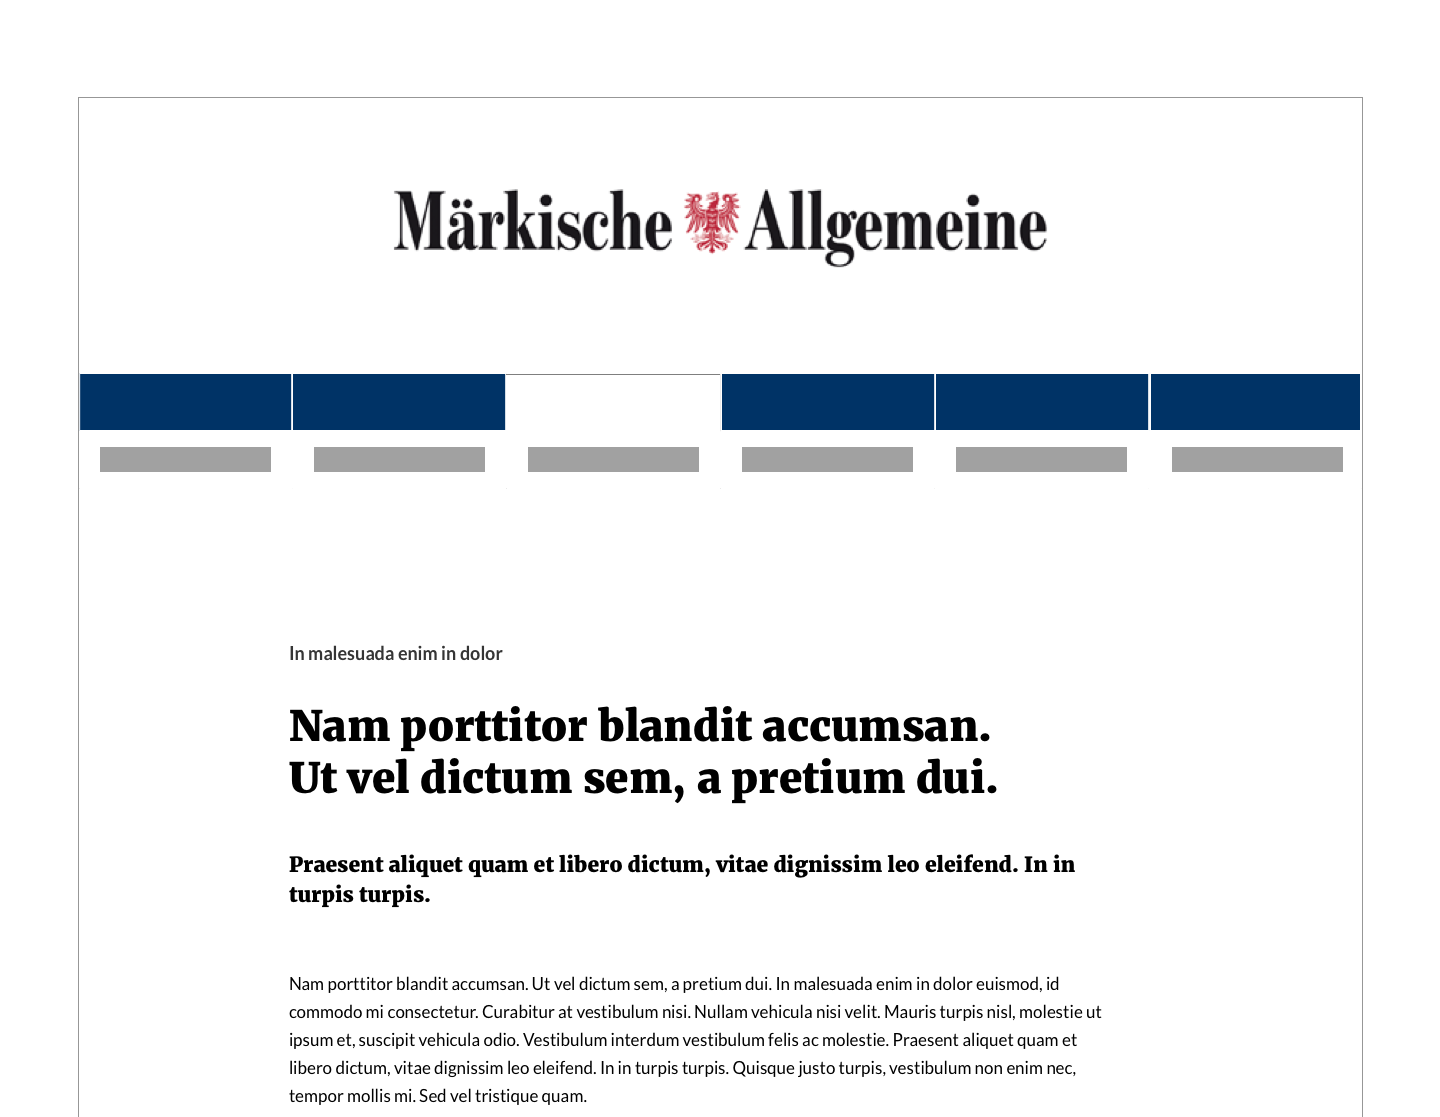 Märkische Allgemeine
In malesuada enim in dolor
Nam porttitor blandit accumsan.
Ut vel dictum sem, a pretium dui.
Praesent aliquet quam et libero dictum, vitae dignissim leo eleifend. In in
turpis turpis.
Nam porttitor blandit accumsan. Ut vel dictum sem, a pretium dui. In malesuada enim in dolor euismod, id
commodo mi consectetur. Curabitur at vestibulum nisi. Nullam vehicula nisi velit. Mauris turpis nisl, molestie ut
ipsum et, suscipit vehicula odio. Vestibulum interdum vestibulum felis ac molestie. Praesent aliquet quam et
libero dictum, vitae dignissim leo eleifend. In in turpis turpis. Quisque justo turpis, vestibulum non enim nec,
tempor mollis mi. Sed vel tristique quam.